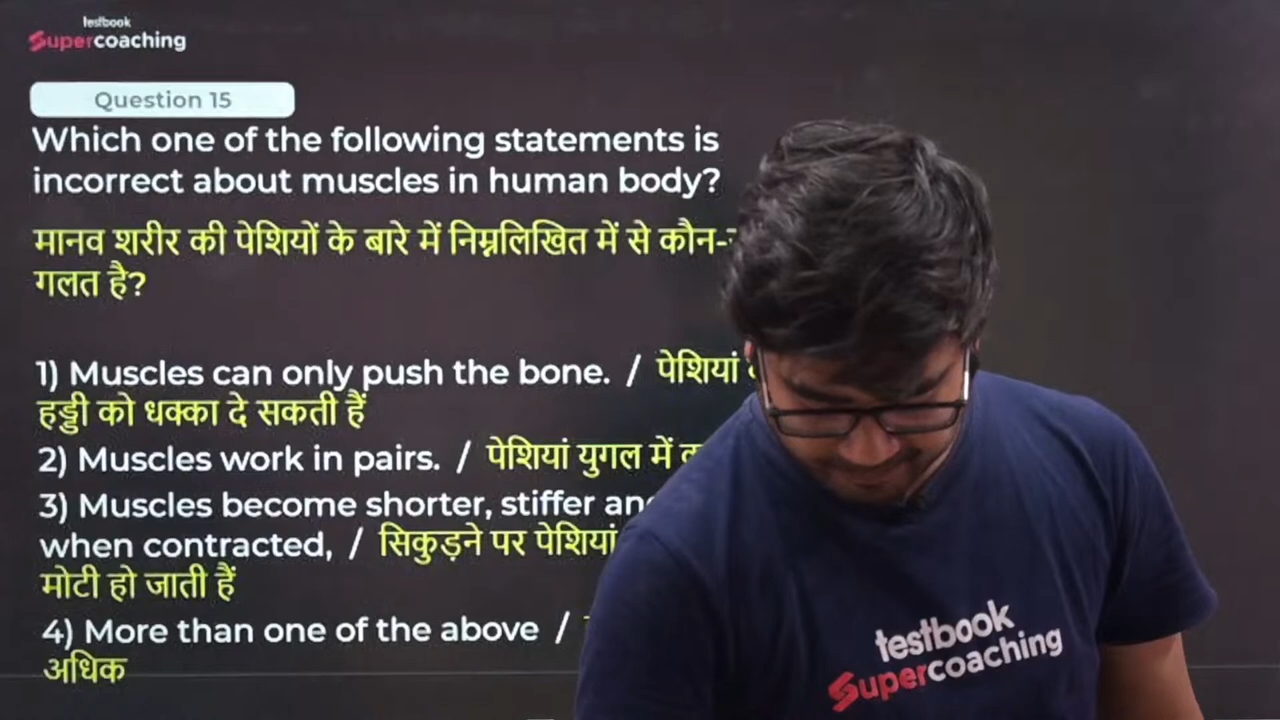 testbook
Supercoaching
Question 15
Which one of the following statements is
incorrect about muscles in human body?
मानव शरीर की पेशियों के बारे में निम्नलिखित में से कौन-
गलत है?
1) Muscles can only push the bone. / पेशियां
हड्डी को धक्का दे सकती हैं
2) Muscles work in pairs. / पेशियां युगल में
3) Muscles become shorter, stiffer
when contracted, / सिकुड़ने पर पेशियां
मोटी हो जाती हैं
4) More than one of the above /
अधिक
testbook
Supercoaching